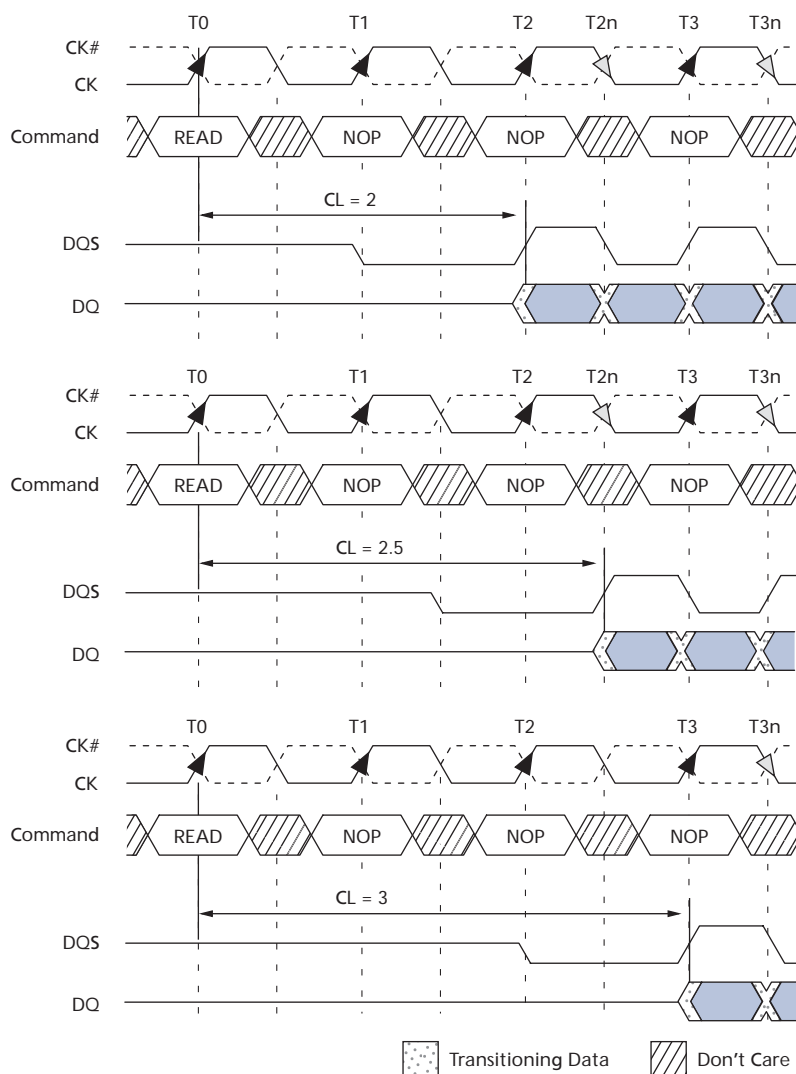 T0 T1 T2 T2n T3 T3n
CK#
CK
Command READ NOP NOP NOP
CL = 2
DQS
DQ
T0 T1 T2 T2n T3 T3n
CK#
CK
Command READ NOP NOP NOP
CL = 2.5
DQS
DQ
T0 T1 T2 T3 T3n
CK#
CK
Command READ NOP NOP NOP
CL = 3
DQS
DQ
Transitioning Data Don't Care